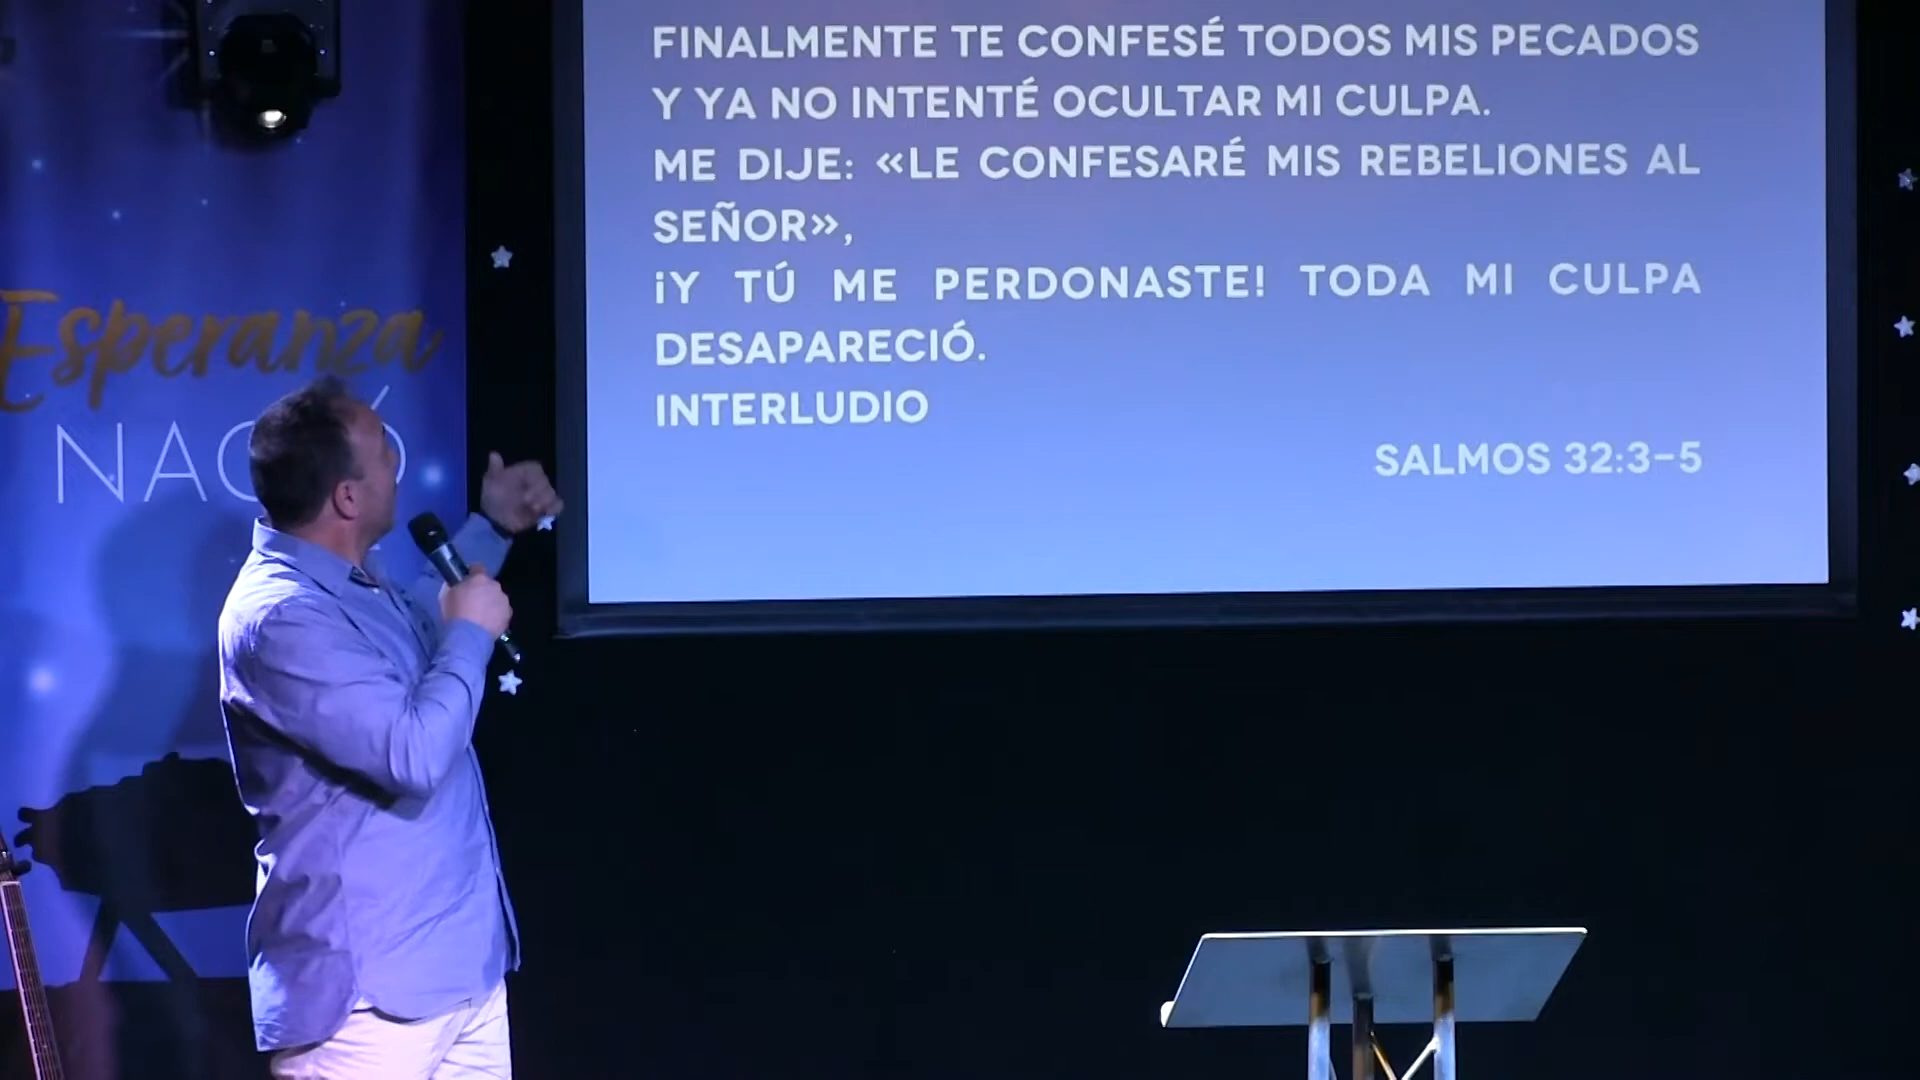 FINALMENTE TE CONFESÉ TODOS MIS PECADOS
Y YA NO INTENTÉ OCULTAR MI CULPA.
ME DIJE: «LE CONFESARÉ MIS REBELIONES AL
SEÑOR»,
¡Y TÚ ME PERDONASTE! TODA MI CULPA
DESAPARECIÓ.
INTERLUDIO
SALMOS 32:3-5
Esperanza